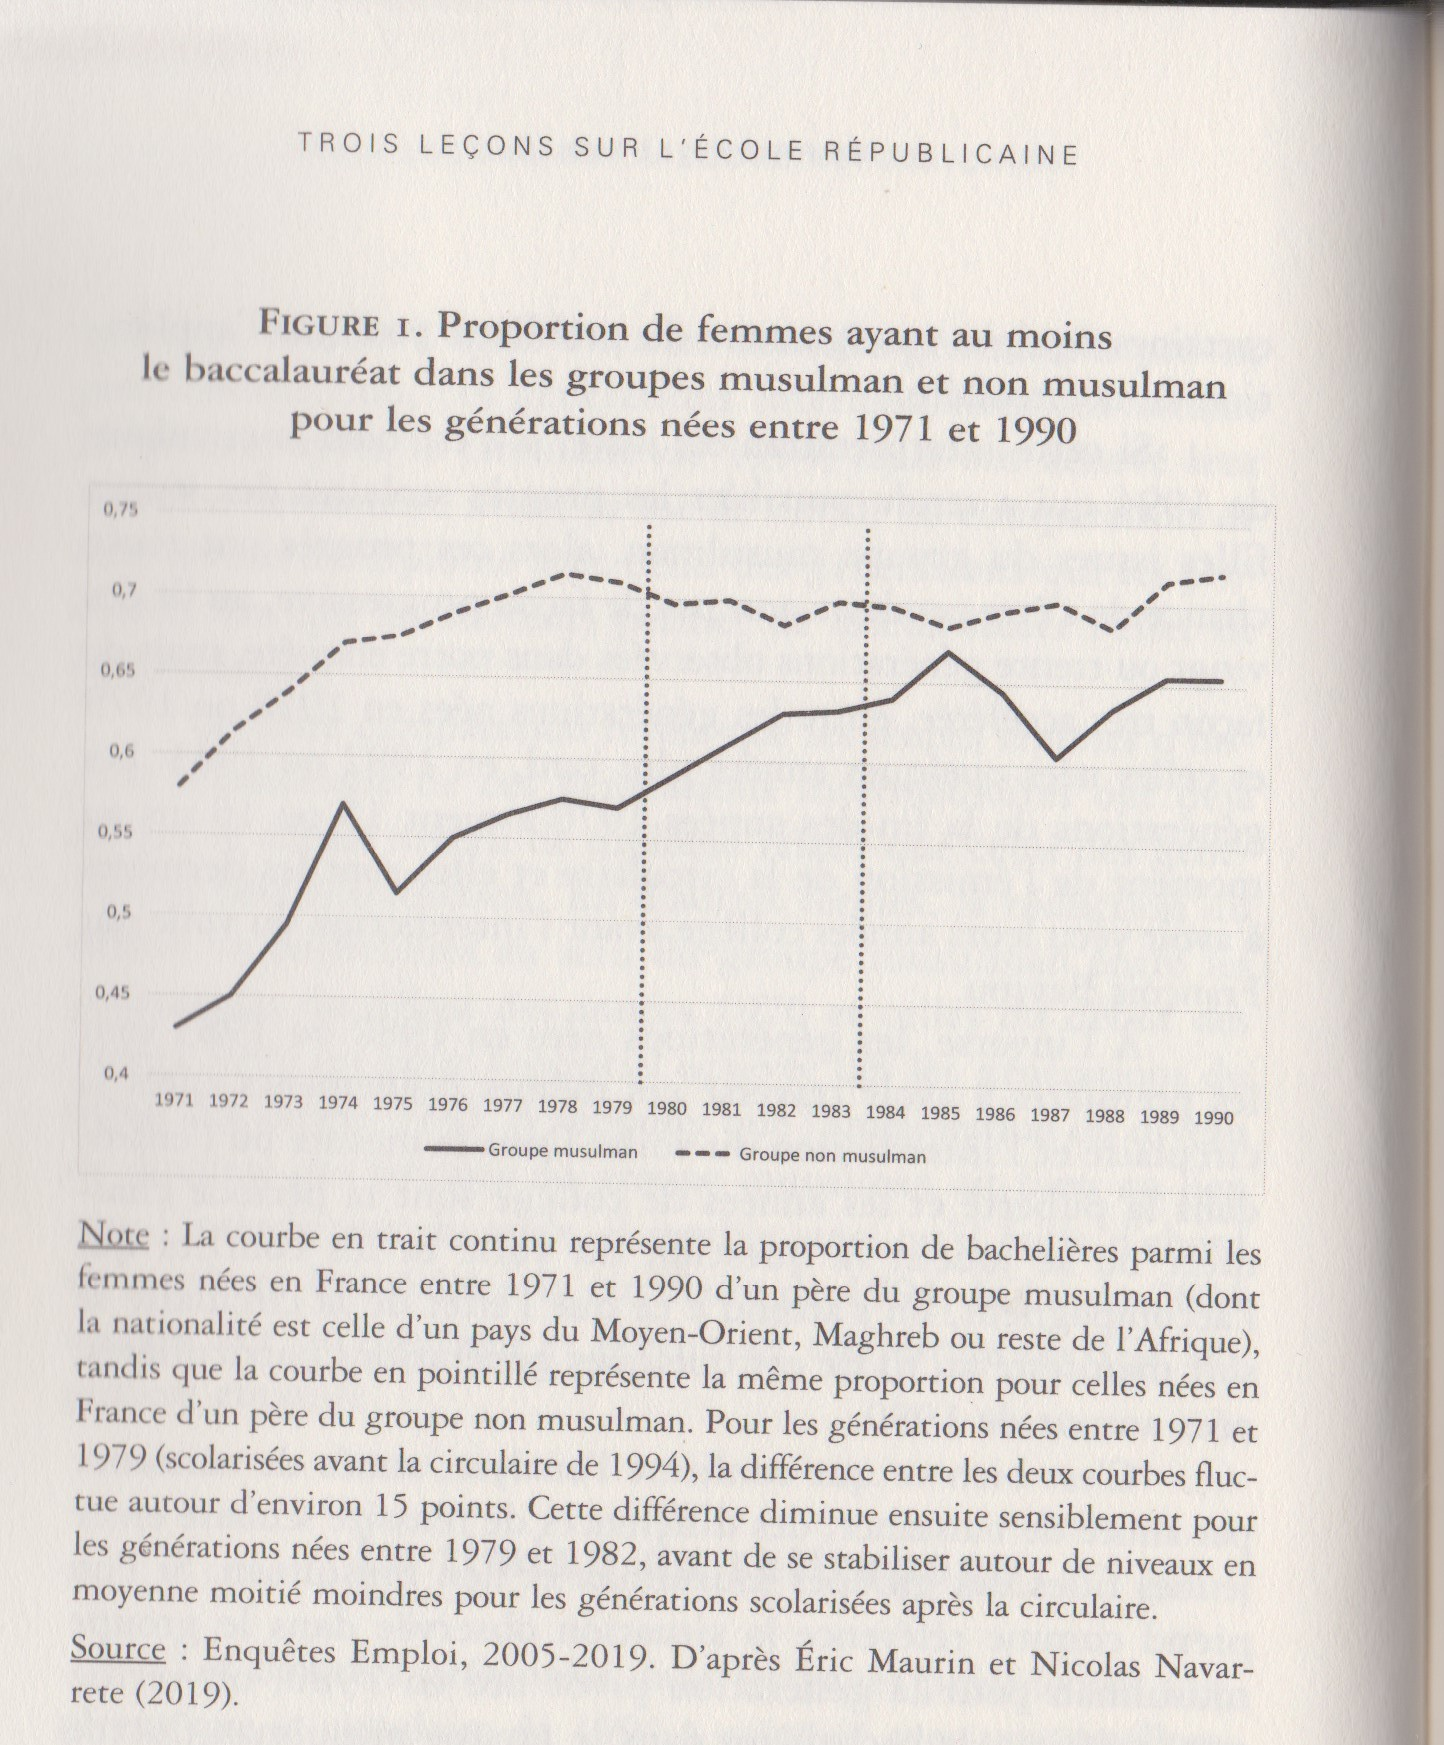 TROIS LEÇONS SUR L'ÉCOLE RÉPUBLICAINE
FIGURE 1. Proportion de femmes ayant au moins
le baccalauréat dans les groupes musulman et non musulman
pour les générations nées entre 1971 et 1990
0,75
0,7
0,65
0,6
0,55
0,5
0,45
0,4
1971 1972 1973 1974 1975 1976 1977 1978 1979 1980 1981 1982 1983 1984 1985 1986 1987 1988 1989 1990
Groupe musulman Groupe non musulman
Note : La courbe en trait continu représente la proportion de bachelières parmi les
femmes nées en France entre 1971 et 1990 d'un père du groupe musulman (dont
la nationalité est celle d'un pays du Moyen-Orient, Maghreb ou reste de l'Afrique),
tandis que la courbe en pointillé représente la même proportion pour celles nées en
France d'un père du groupe non musulman. Pour les générations nées entre 1971 et
1979 (scolarisées avant la circulaire de 1994), la différence entre les deux courbes fluc-
tue autour d'environ 15 points. Cette différence diminue ensuite sensiblement pour
les générations nées entre 1979 et 1982, avant de se stabiliser autour de niveaux en
moyenne moitié moindres pour les générations scolarisées après la circulaire.
Source : Enquêtes Emploi, 2005-2019. D'après Éric Maurin et Nicolas Navar-
rete (2019).